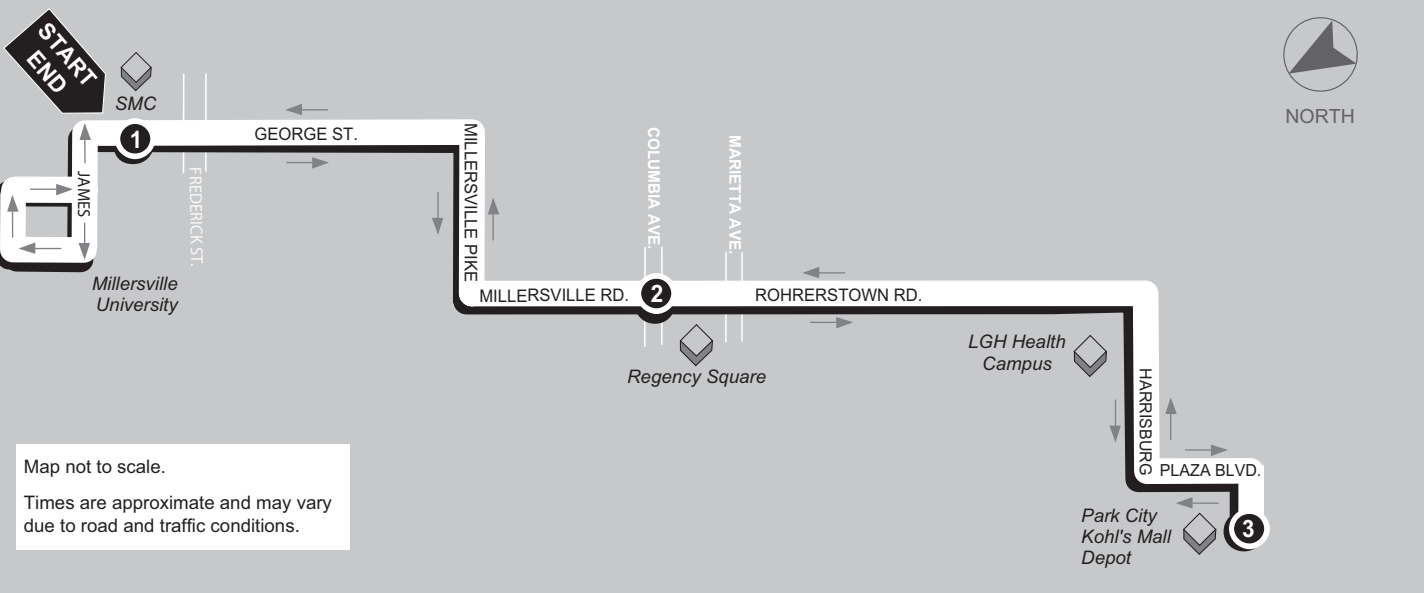 START
END
SMC
1
GEORGE ST.
FREDERICK ST.
JAMES
Millersville
University
MILLERSVILLE PIKE
MILLERSVILLE RD.
2
COLUMBIA AVE.
MARIETTA AVE.
ROHRERSTOWN RD.
Regency Square
LGH Health
Campus
HARRISBURG
PLAZA BLVD.
Park City
Kohl's Mall
Depot
3
NORTH
Map not to scale.
Times are approximate and may vary
due to road and traffic conditions.